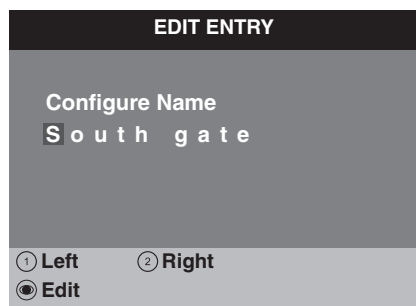 EDIT ENTRY
Configure Name
South gate
1 Left 2 Right
Edit